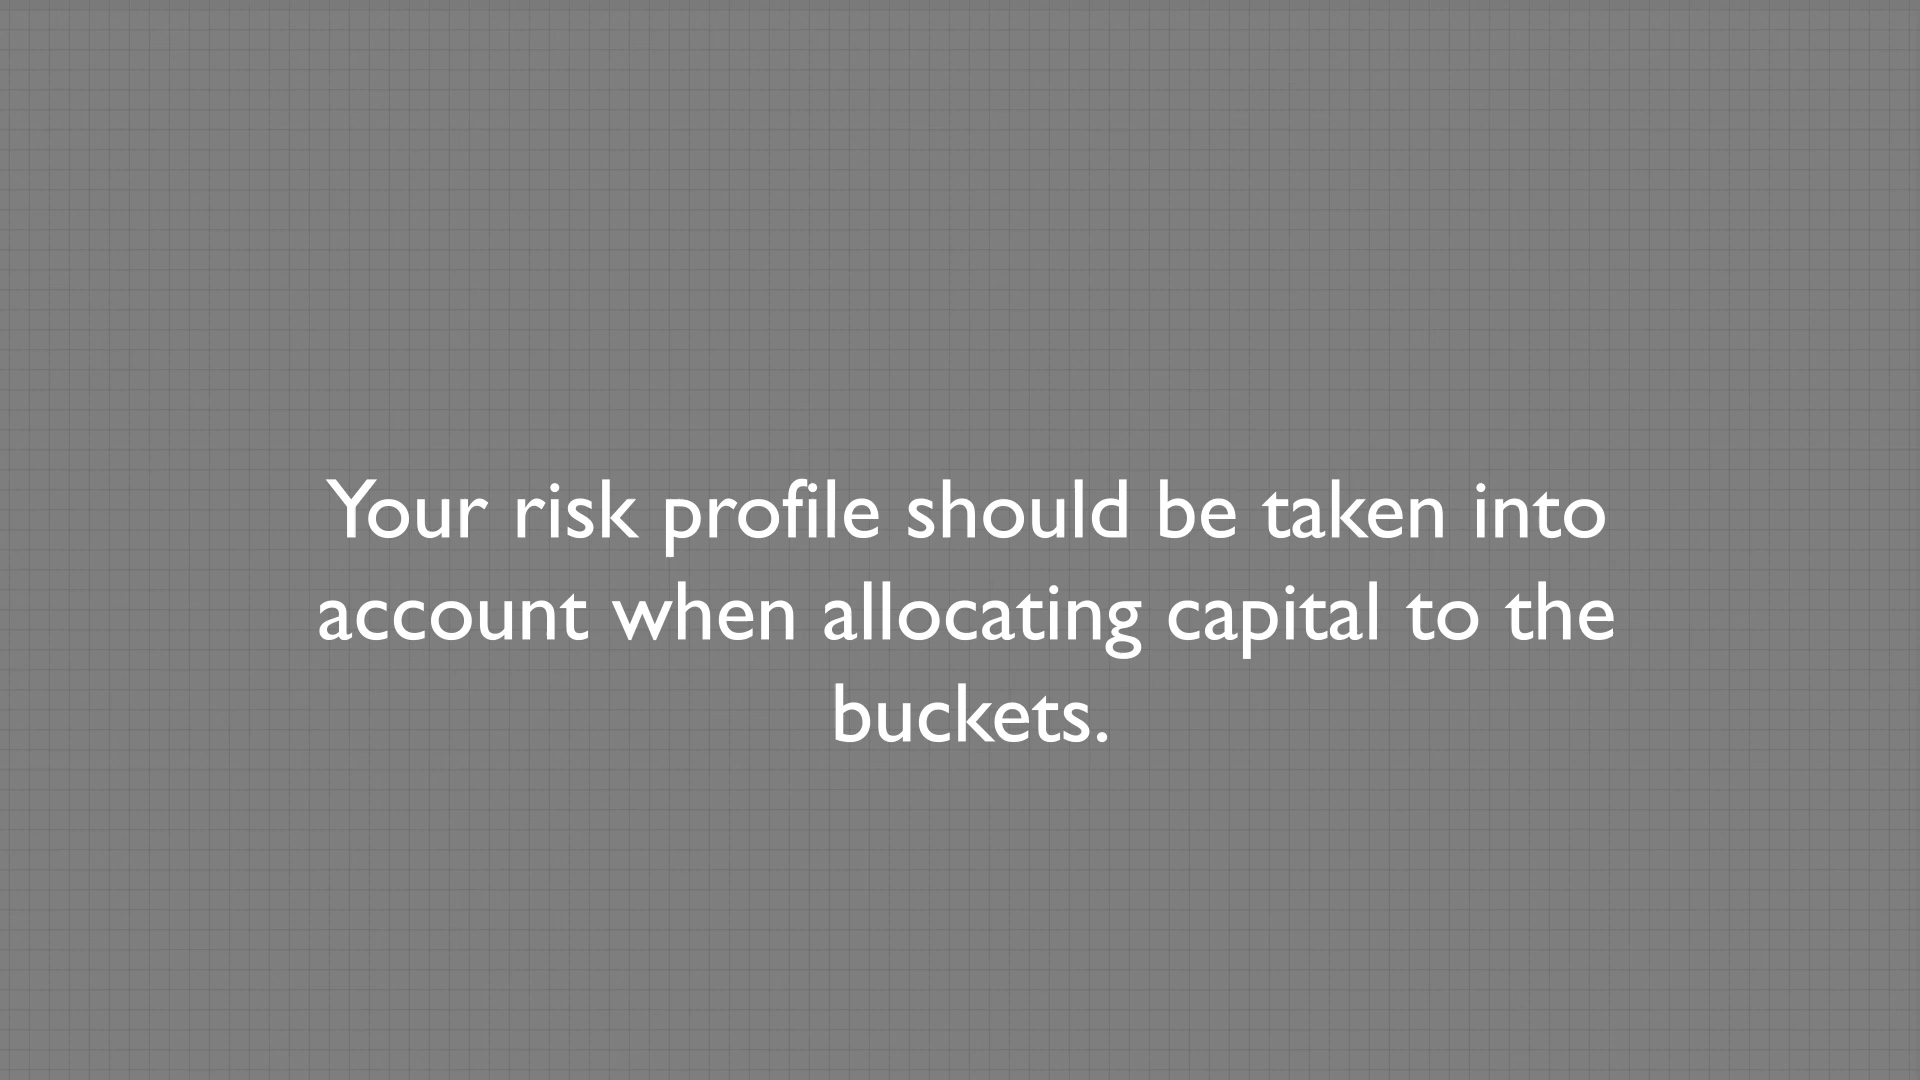 Your risk profile should be taken into
account when allocating capital to the
buckets.